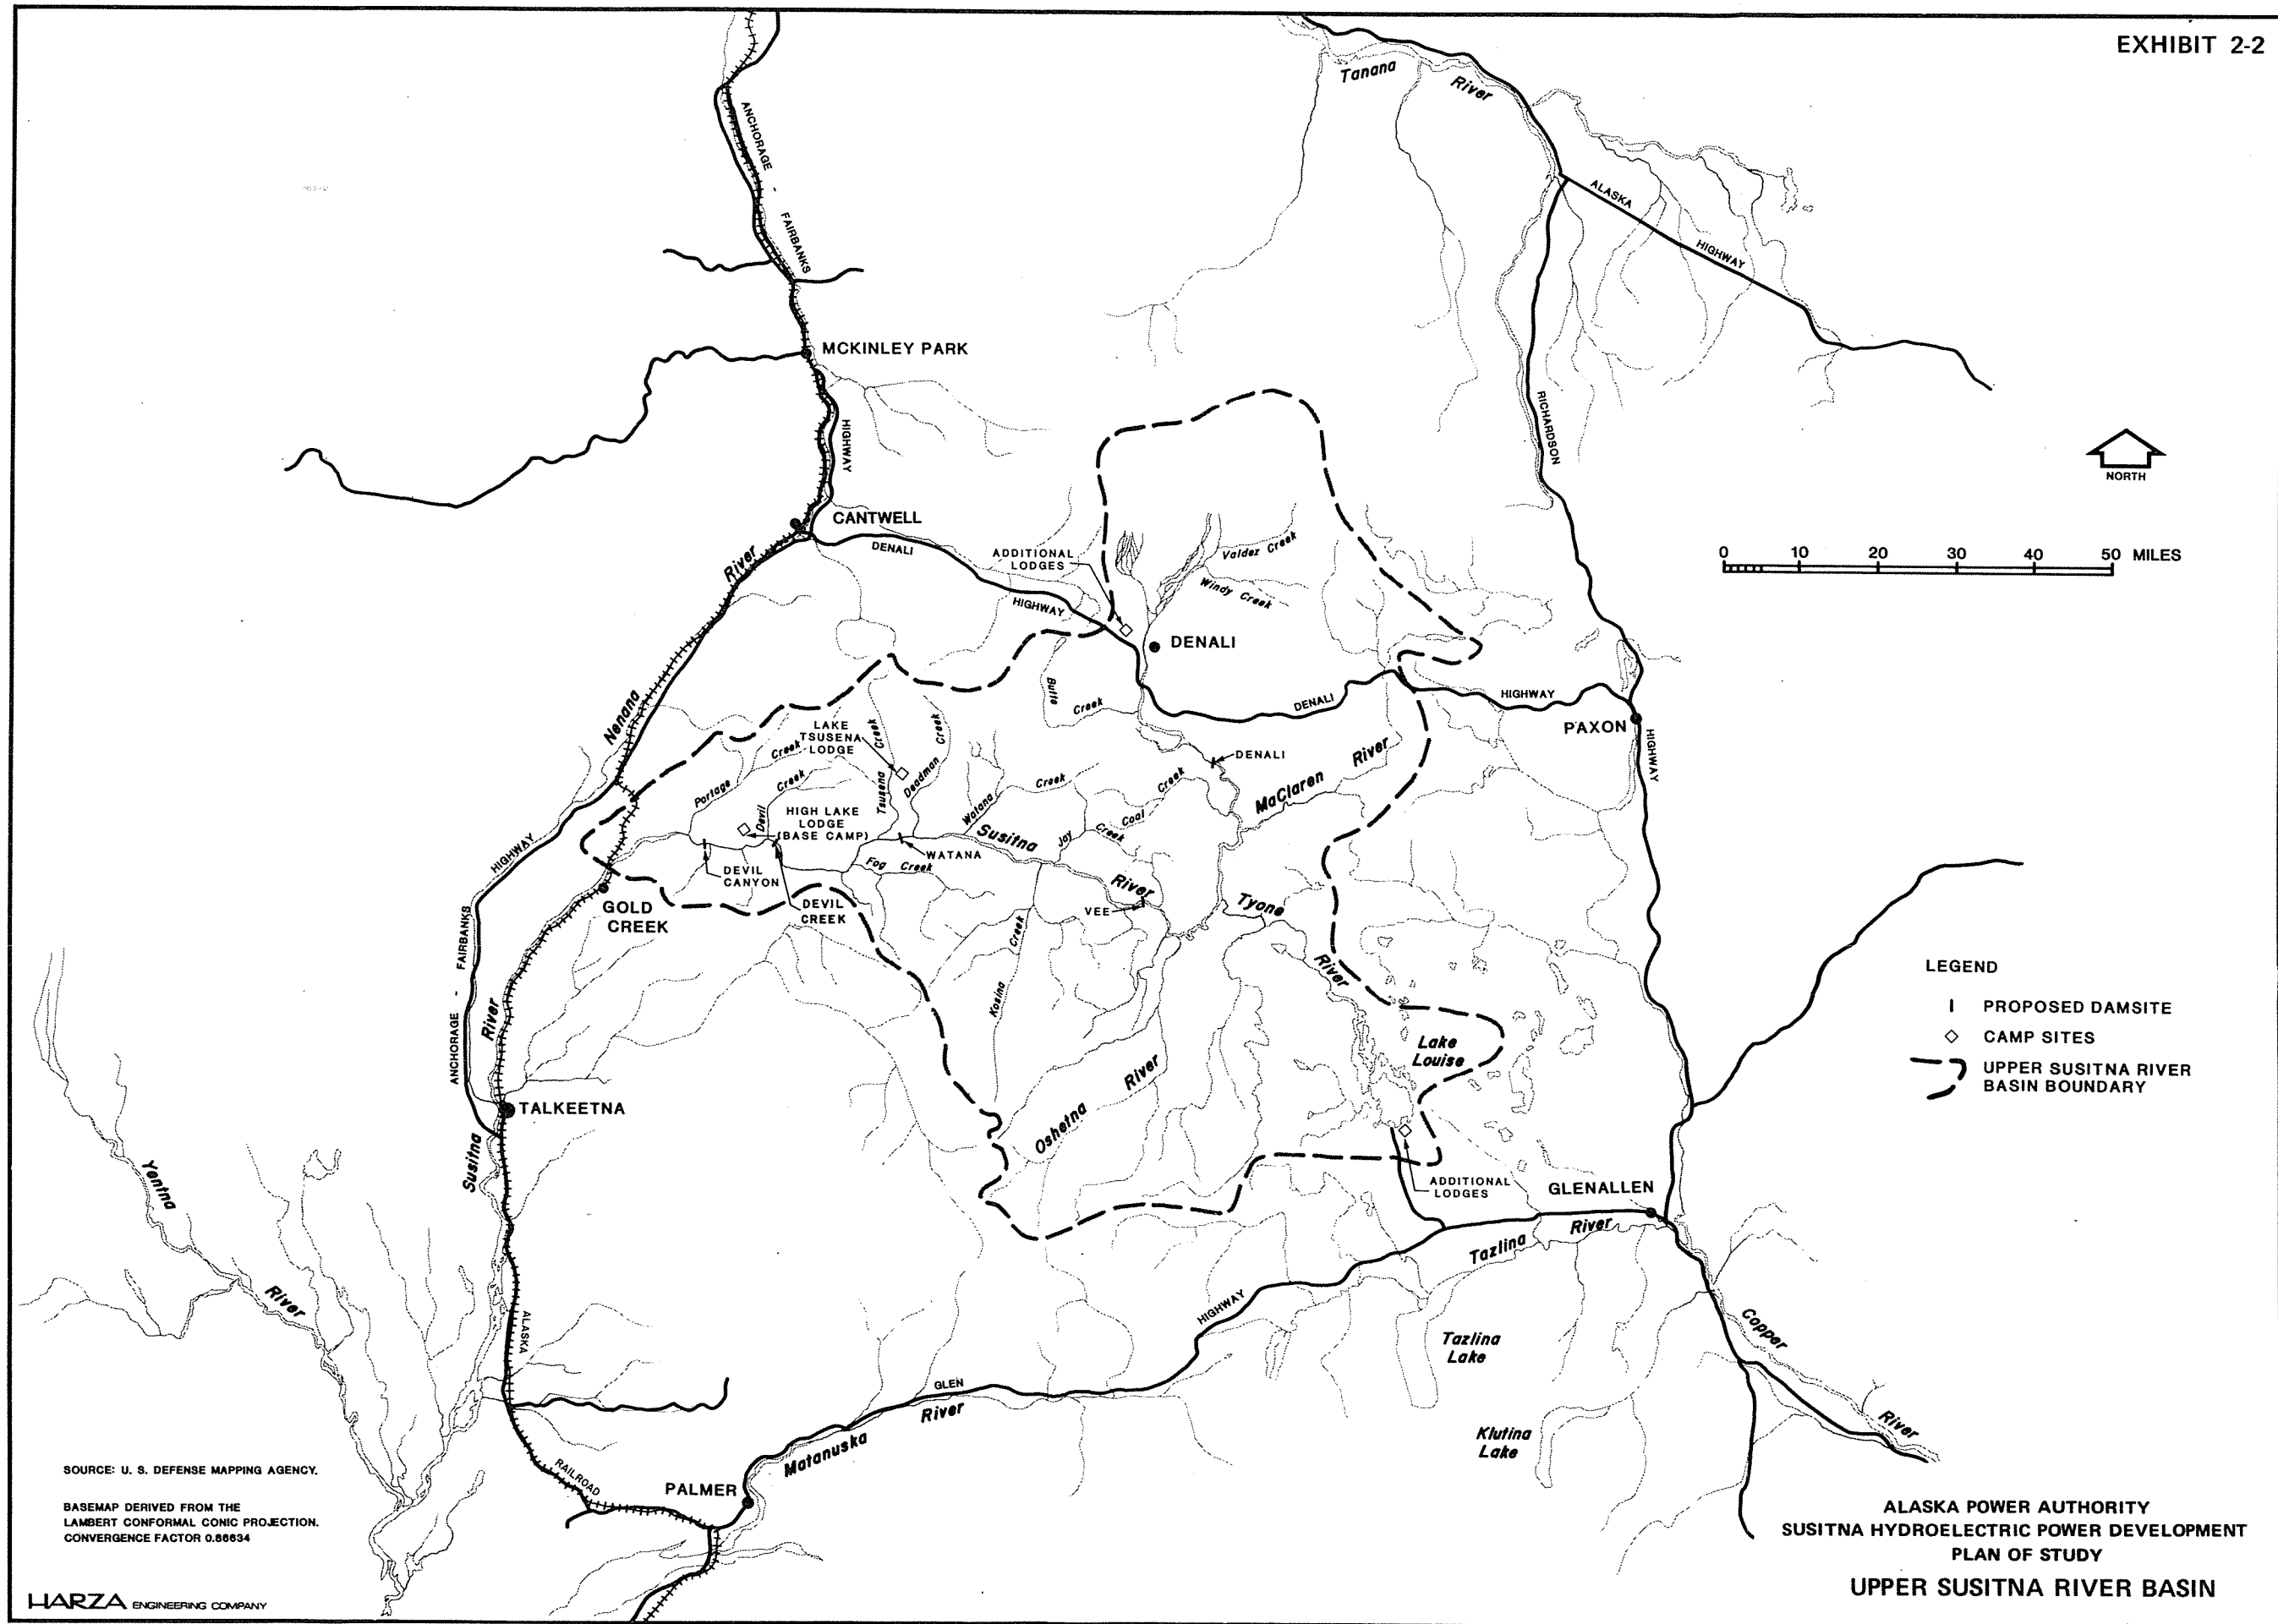 EXHIBIT 2-2
Tanana
River
ANCHORAGE -
FAIRBANKS
HIGHWAY
ALASKA
HIGHWAY
RICHARDSON
HIGHWAY
MCKINLEY PARK
NORTH
0 10 20 30 40 50 MILES
CANTWELL
DENALI
HIGHWAY
ADDITIONAL
LODGES
Valdez Creek
Windy Creek
DENALI
River
Nenana
Butte
Creek
DENALI
HIGHWAY
PAXON
LAKE
TSUSENA
LODGE
Creek
Tsusena
Deadman Creek
Portage
Creek
Devil
Creek
HIGH LAKE
LODGE
(BASE CAMP)
Watana
Creek
Susitna
River
Joy
Creek
Coal
Creek
DENALI
MaClaren
River
WATANA
Fog Creek
DEVIL
CANYON
DEVIL
CREEK
VEE
Tyone
River
GOLD
CREEK
HIGHWAY
ANCHORAGE - FAIRBANKS
River
Susitna
Kosina
Creek
Oshetna
River
Lake
Louise
LEGEND
PROPOSED DAMSITE
CAMP SITES
UPPER SUSITNA RIVER
BASIN BOUNDARY
TALKEETNA
Yentna
River
ADDITIONAL
LODGES
GLENALLEN
Tazlina
River
Tazlina
Lake
Klutina
Lake
Copper
River
GLEN
HIGHWAY
Matanuska
River
ALASKA
RAILROAD
PALMER
SOURCE: U. S. DEFENSE MAPPING AGENCY.
BASEMAP DERIVED FROM THE
LAMBERT CONFORMAL CONIC PROJECTION.
CONVERGENCE FACTOR 0.86634
HARZA ENGINEERING COMPANY
ALASKA POWER AUTHORITY
SUSITNA HYDROELECTRIC POWER DEVELOPMENT
PLAN OF STUDY
UPPER SUSITNA RIVER BASIN